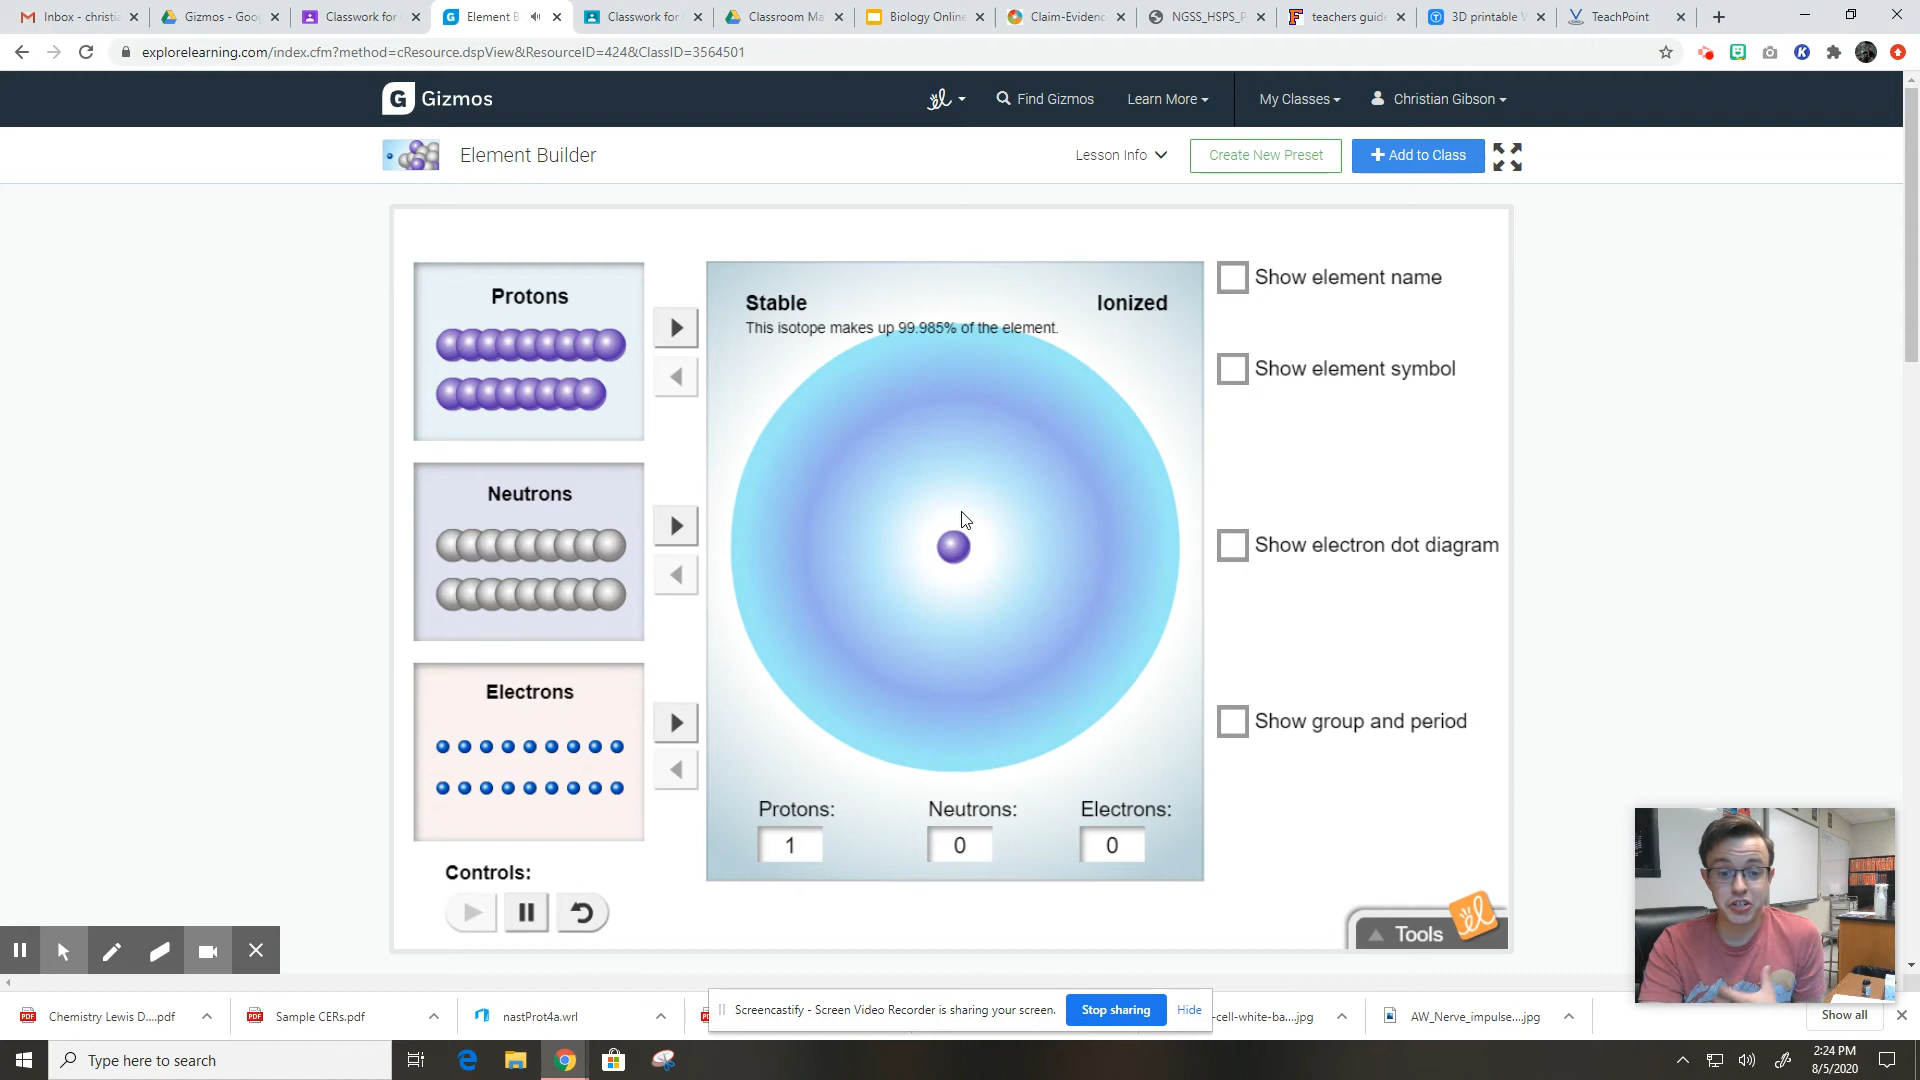 Inbox - christia
Gizmos - Goog
Classwork for
Element B
Classwork for
Classroom Ma
Biology Online
Claim-Evidenc
NGSS_HSPS_P
teachers guide
3D printable V
TeachPoint
explorelearning.com/index.cfm?method=cResource.dspView&ResourceID=424&ClassID=3564501
G Gizmos
Find Gizmos
Learn More
My Classes
Christian Gibson
Element Builder
Lesson Info
Create New Preset
+ Add to Class
Protons
Neutrons
Electrons
Controls:
Stable
Ionized
This isotope makes up 99.985% of the element.
Protons:
Neutrons:
Electrons:
1
0
0
Show element name
Show element symbol
Show electron dot diagram
Show group and period
Tools
Chemistry Lewis D....pdf
Sample CERs.pdf
nastProt4a.wrl
Screencastify - Screen Video Recorder is sharing your screen.
Stop sharing
Hide
-cell-white-ba....jpg
AW_Nerve_impulse....jpg
Show all
Type here to search
2:24 PM
8/5/2020